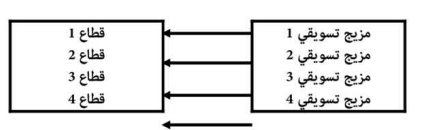 مزيج تسويقي 1
مزيج تسويقي 2
مزيج تسويقي 3
مزيج تسويقي 4
قطاع 1
قطاع 2
قطاع 3
قطاع 4